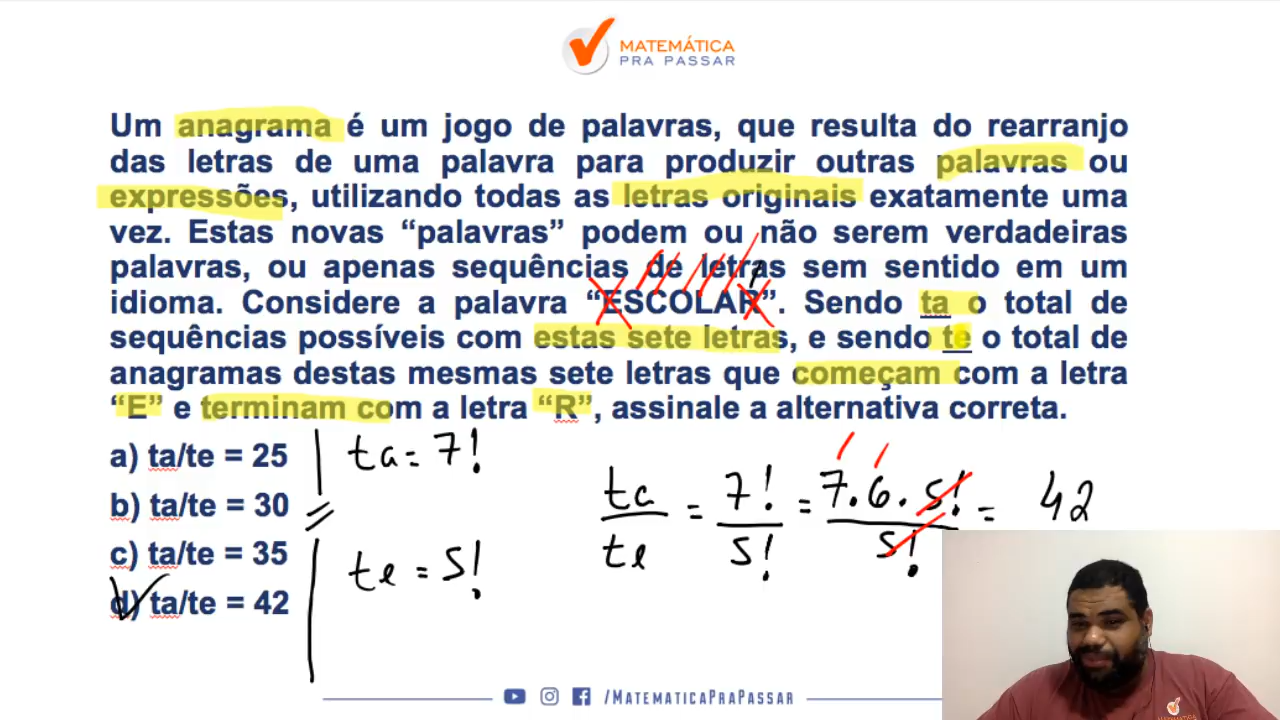 MATEMÁTICA
PRA PASSAR
Um anagrama é um jogo de palavras, que resulta do rearranjo
das letras de uma palavra para produzir outras palavras ou
expressões, utilizando todas as letras originais exatamente uma
vez. Estas novas “palavras” podem ou não serem verdadeiras
palavras, ou apenas sequências de letras sem sentido em um
idioma. Considere a palavra “ESCOLAR”. Sendo ta o total de
sequências possíveis com estas sete letras, e sendo te o total de
anagramas destas mesmas sete letras que começam com a letra
“E” e terminam com a letra “R”, assinale a alternativa correta.
a) ta/te = 25
b) ta/te = 30
c) ta/te = 35
d) ta/te = 42
ta = 7!
te = 5!
ta/te = 7!/5! = 7.6.5!/5! = 42
/MATEMATICAPRAPASSAR